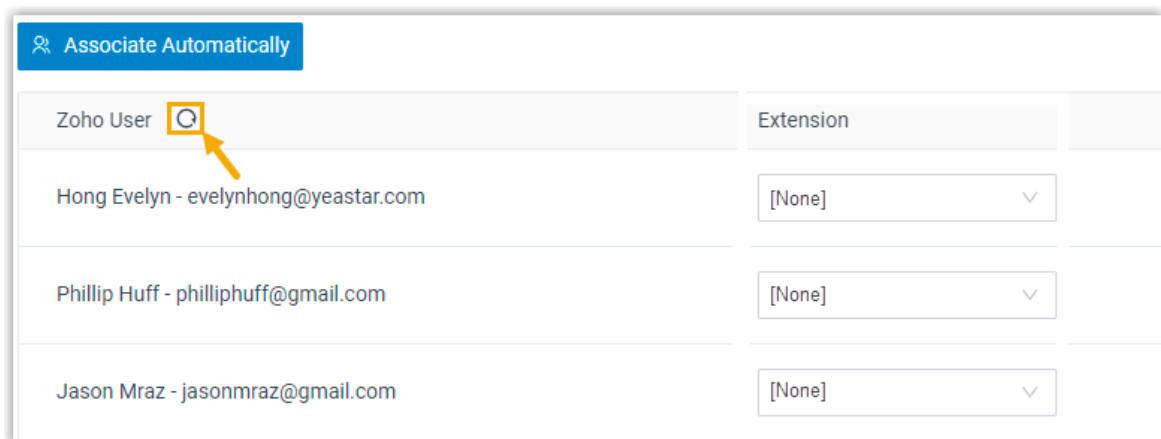 Associate Automatically
Zoho User Extension
Hong Evelyn - evelynhong@yeastar.com [None]
Phillip Huff - philliphuff@gmail.com [None]
Jason Mraz - jasonmraz@gmail.com [None]